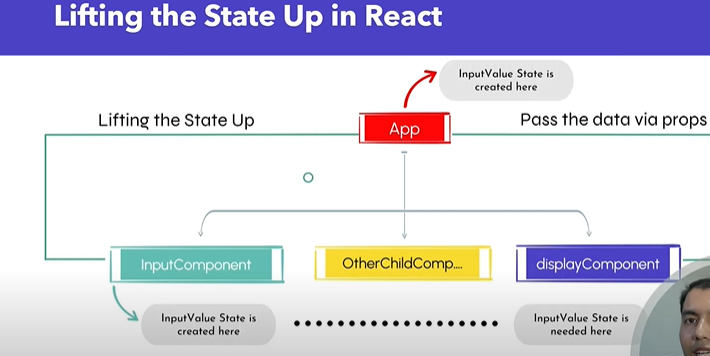 Lifting the State Up in React
InputValue State is
created here
Lifting the State Up
App
Pass the data via props
InputComponent
OtherChildComp....
displayComponent
InputValue State is
created here
InputValue State is
needed here